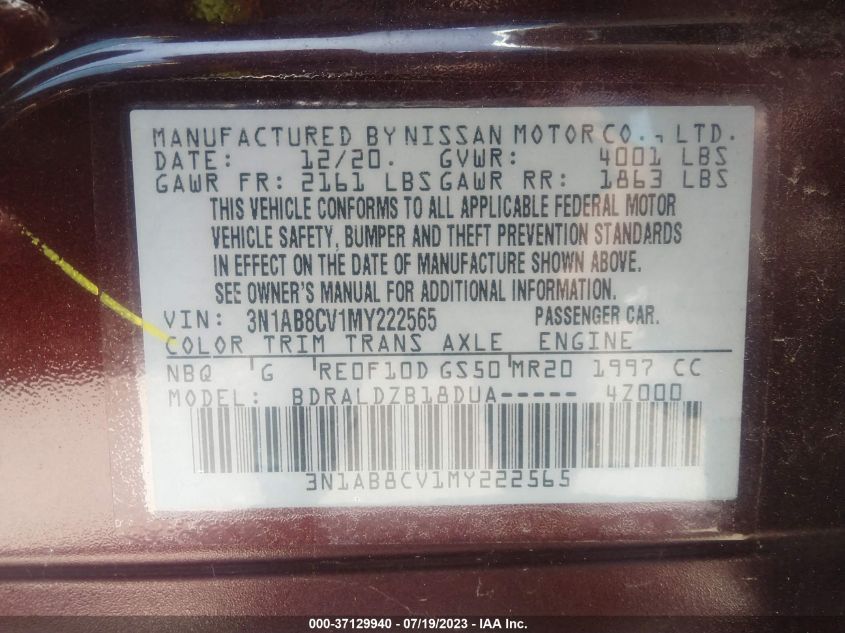 MANUFACTURED BY NISSAN MOTOR CO., LTD.
DATE: 12/20. GVWR: 4001 LBS
GAWR FR: 2161 LBS GAWR RR: 1863 LBS
THIS VEHICLE CONFORMS TO ALL APPLICABLE FEDERAL MOTOR
VEHICLE SAFETY, BUMPER AND THEFT PREVENTION STANDARDS
IN EFFECT ON THE DATE OF MANUFACTURE SHOWN ABOVE.
SEE OWNER'S MANUAL FOR ADDITIONAL INFORMATION.
VIN: 3N1AB8CV1MY222565 PASSENGER CAR.
COLOR TRIM TRANS AXLE ENGINE
NBQ G RE0F10D GS50 MR20 1997 CC
MODEL: BDRALDZB18DUA----- 4Z000
3N1AB8CV1MY222565
000-37129940 - 07/19/2023 - IAA Inc.